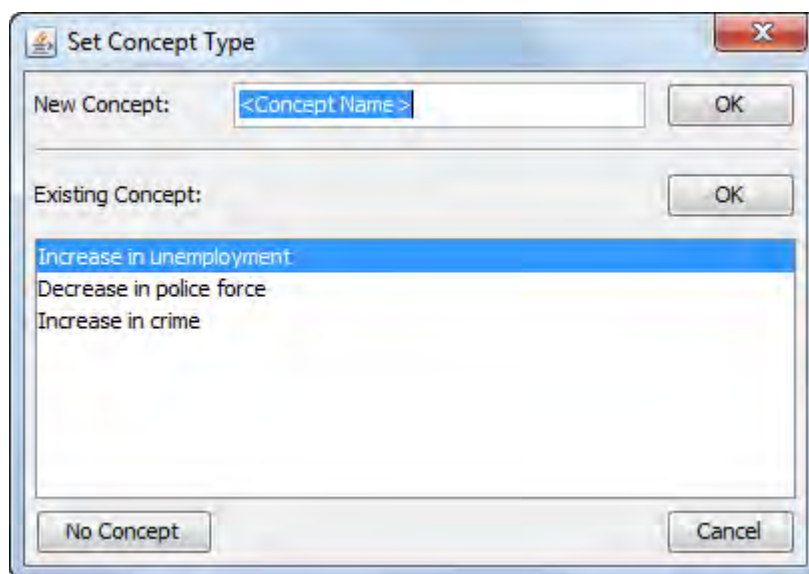 Set Concept Type
New Concept: <Concept Name> OK
Existing Concept: OK
Increase in unemployment
Decrease in police force
Increase in crime
No Concept Cancel